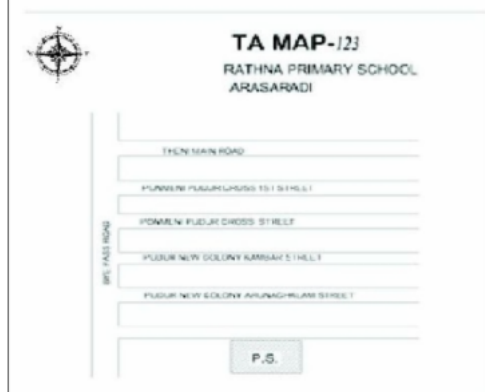 TA MAP-123
RATHNA PRIMARY SCHOOL
ARASARADI
THENI MAIN ROAD
PONMENI PUDUR CROSS 1ST STREET
PONMENI PUDUR CROSS STREET
PUDUR NEW COLONY KAMBAR STREET
PUDUR NEW COLONY ARUNACHALAM STREET
BYE PASS ROAD
P.S.